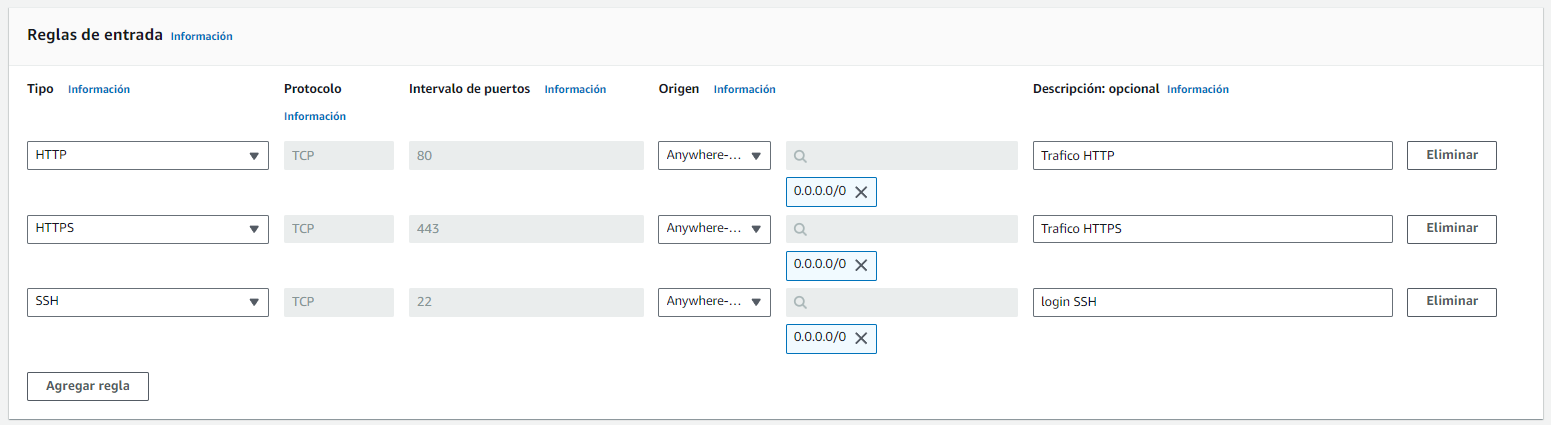 Reglas de entrada Información
Tipo Información Protocolo Intervalo de puertos Información Origen Información Descripción: opcional Información
Información
HTTP TCP 80 Anywhere-... Trafico HTTP Eliminar
0.0.0.0/0
HTTPS TCP 443 Anywhere-... Trafico HTTPS Eliminar
0.0.0.0/0
SSH TCP 22 Anywhere-... login SSH Eliminar
0.0.0.0/0
Agregar regla